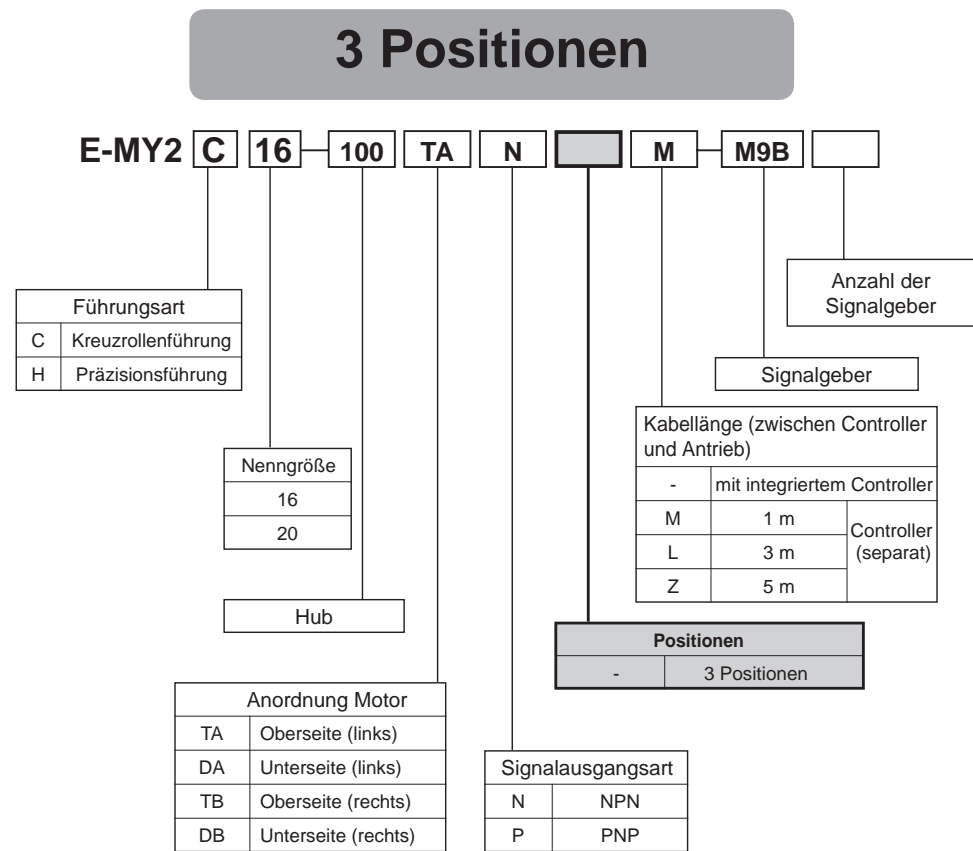 3 Positionen
E-MY2 C 16 — 100 TA N M — M9B
Anzahl der
Signalgeber
Führungsart
C Kreuzrollenführung
H Präzisionsführung
Signalgeber
Kabellänge (zwischen Controller
und Antrieb)
- mit integriertem Controller
M 1 m
L 3 m
Z 5 m
Controller
(separat)
Nenngröße
16
20
Hub
Positionen
- 3 Positionen
Anordnung Motor
TA Oberseite (links)
DA Unterseite (links)
TB Oberseite (rechts)
DB Unterseite (rechts)
Signalausgangsart
N NPN
P PNP